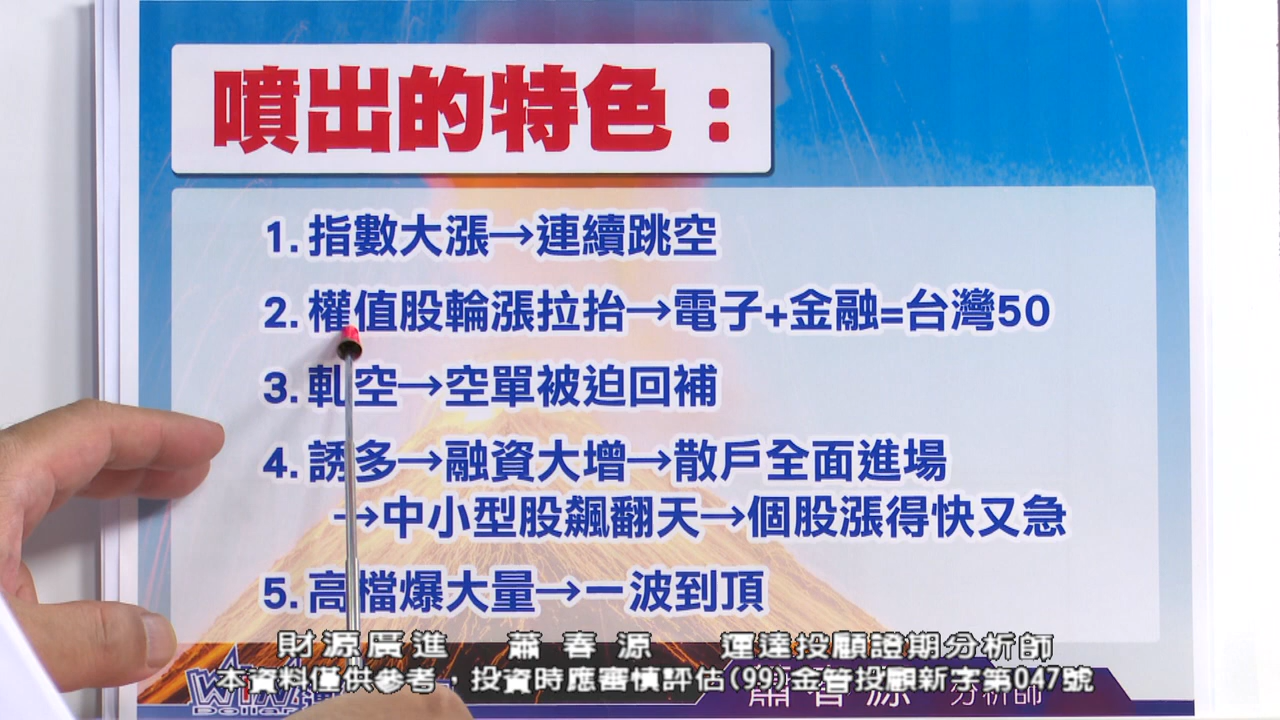 噴出的特色：
1. 指數大漲→連續跳空
2. 權值股輪漲拉抬→電子+金融=台灣50
3. 軋空→空單被迫回補
4. 誘多→融資大增→散戶全面進場
→中小型股飆翻天→個股漲得快又急
5. 高檔爆大量→一波到頂
財源廣進 蕭春源 運達投顧證期分析師
本資料僅供參考，投資時應審慎評估(99)金管投顧新字第047號
分析師